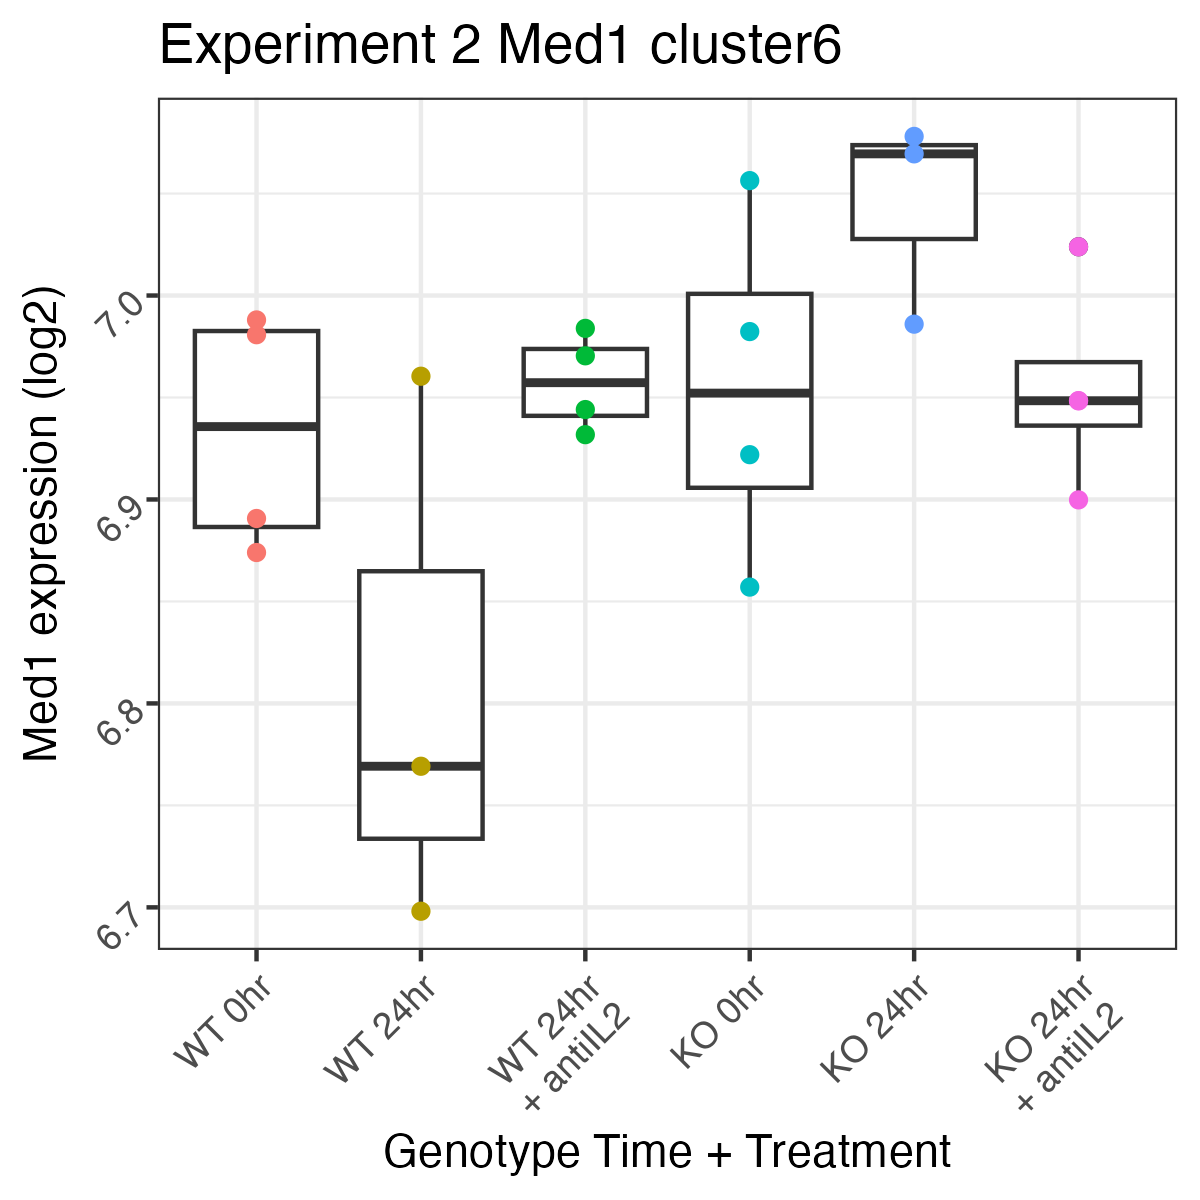 Experiment 2 Med1 cluster6
Med1 expression (log2)
7.0
6.9
6.8
6.7
WT 0hr
WT 24hr
WT 24hr
+ antiIL2
KO 0hr
KO 24hr
KO 24hr
+ antiIL2
Genotype Time + Treatment